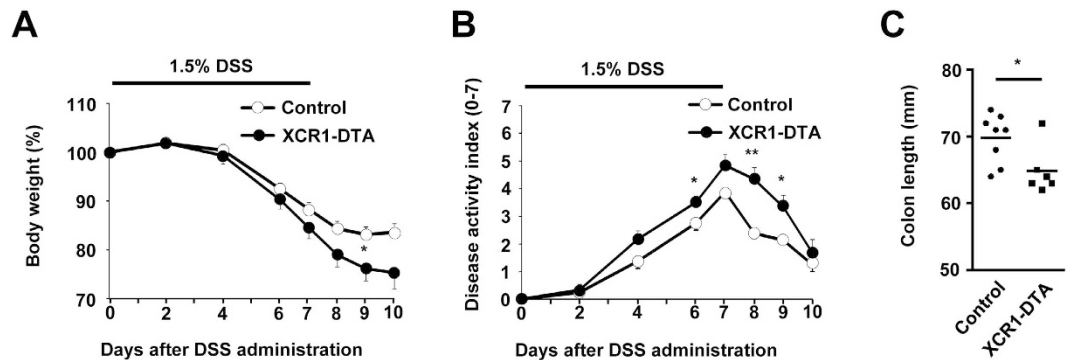 A
1.5% DSS
Control
XCR1-DTA
Body weight (%)
110
100
90
80
70
*
0 2 4 6 7 8 9 10
Days after DSS administration
B
1.5% DSS
Control
XCR1-DTA
Disease activity index (0-7)
7
6
5
4
3
2
1
0
* ** *
0 2 4 6 7 8 9 10
Days after DSS administration
C
*
Colon length (mm)
80
70
60
50
Control
XCR1-DTA